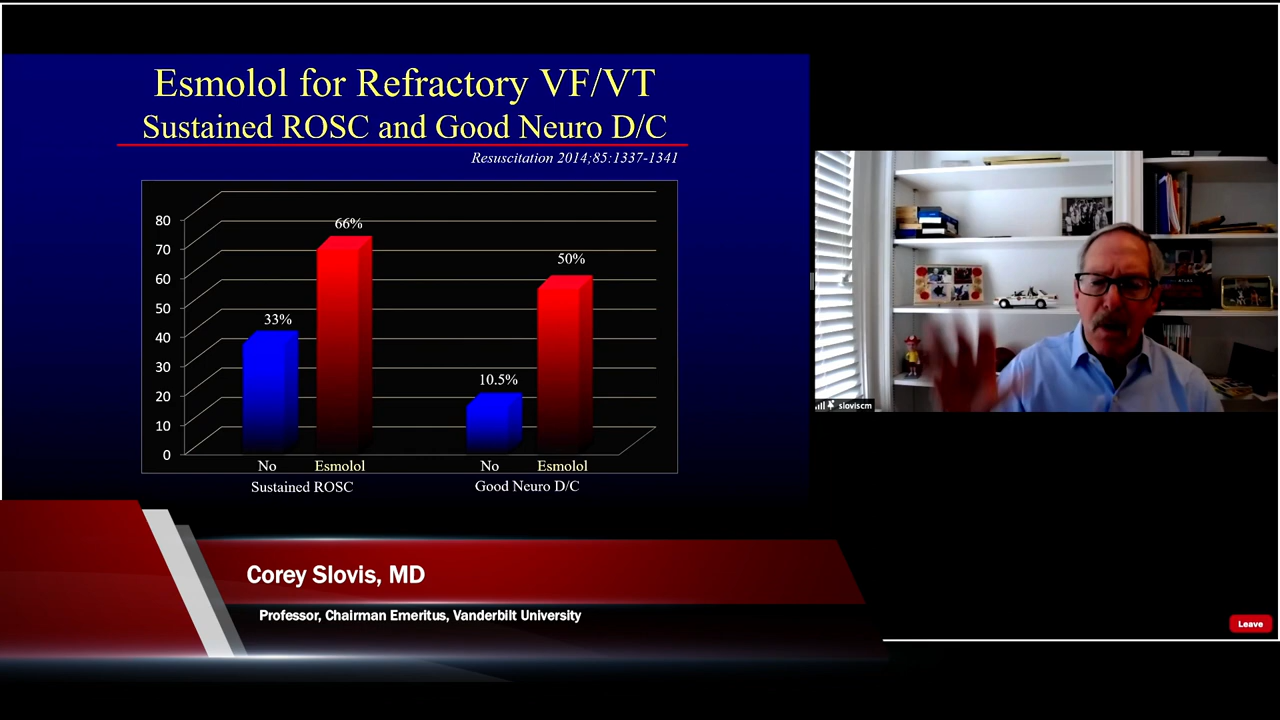 Esmolol for Refractory VF/VT
Sustained ROSC and Good Neuro D/C
Resuscitation 2014;85:1337-1341
80
70
60
50
40
30
20
10
0
33%
66%
10.5%
50%
No
Esmolol
No
Esmolol
Sustained ROSC
Good Neuro D/C
sloviscm
Corey Slovis, MD
Professor, Chairman Emeritus, Vanderbilt University
Leave